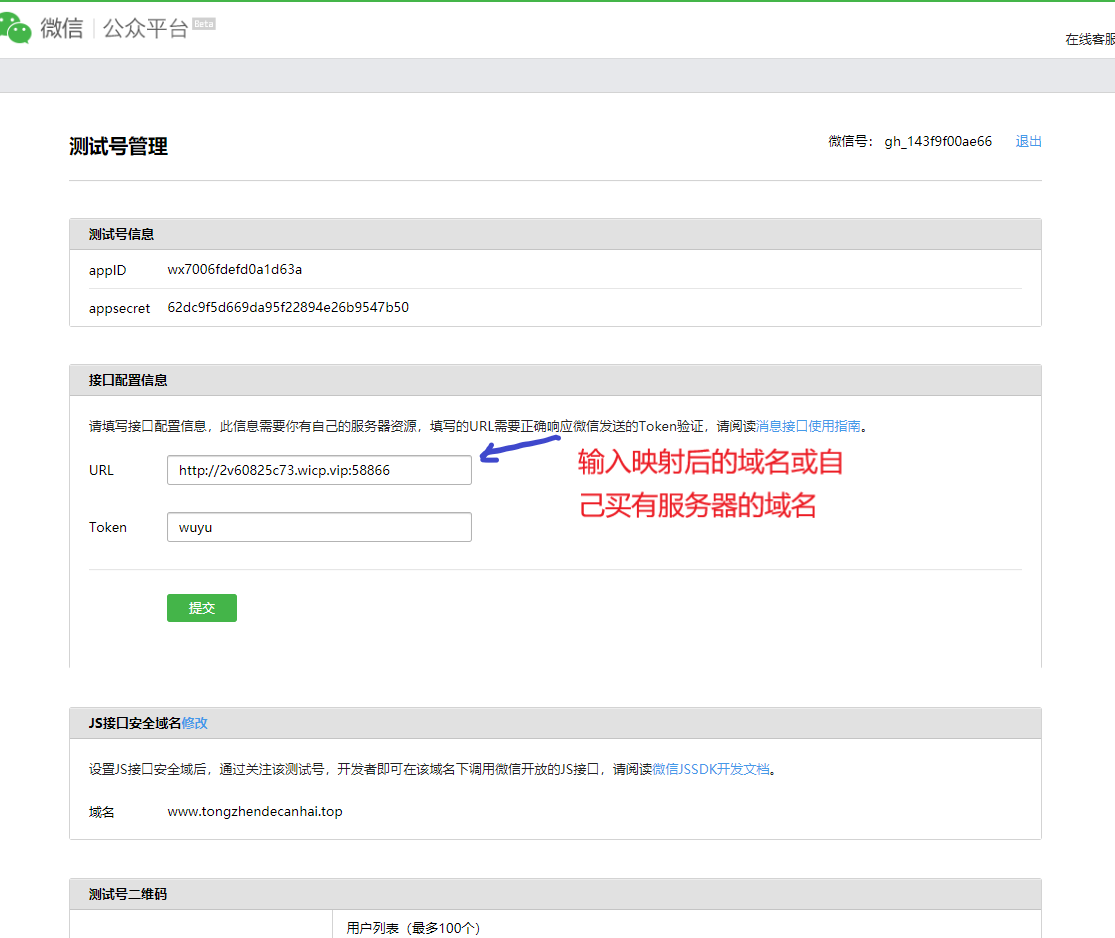 微信 公众平台 Beta
在线客服
测试号管理
微信号： gh_143f9f00ae66 退出
测试号信息
appID wx7006fdefd0a1d63a
appsecret 62dc9f5d669da95f22894e26b9547b50
接口配置信息
请填写接口配置信息，此信息需要你有自己的服务器资源，填写的URL需要正确响应微信发送的Token验证，请阅读消息接口使用指南。
URL http://2v60825c73.wicp.vip:58866
输入映射后的域名或自
己买有服务器的域名
Token wuyu
提交
JS接口安全域名修改
设置JS接口安全域后，通过关注该测试号，开发者即可在该域名下调用微信开放的JS接口，请阅读微信JSSDK开发文档。
域名 www.tongzhendecanhai.top
测试号二维码
用户列表（最多100个）